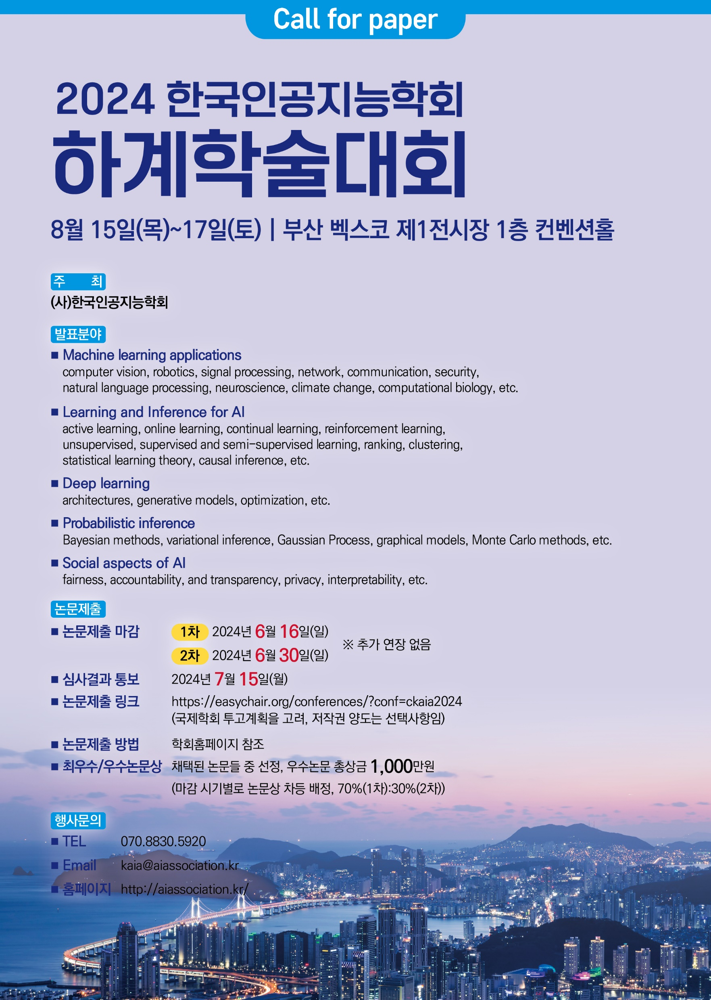 Call for paper
2024 한국인공지능학회
하계학술대회
8월 15일(목)~17일(토) | 부산 벡스코 제1전시장 1층 컨벤션홀
주 최
(사)한국인공지능학회
발표분야
■ Machine learning applications
computer vision, robotics, signal processing, network, communication, security,
natural language processing, neuroscience, climate change, computational biology, etc.
■ Learning and Inference for AI
active learning, online learning, continual learning, reinforcement learning,
unsupervised, supervised and semi-supervised learning, ranking, clustering,
statistical learning theory, causal inference, etc.
■ Deep learning
architectures, generative models, optimization, etc.
■ Probabilistic inference
Bayesian methods, variational inference, Gaussian Process, graphical models, Monte Carlo methods, etc.
■ Social aspects of AI
fairness, accountability, and transparency, privacy, interpretability, etc.
논문제출
■ 논문제출 마감 1차 2024년 6월 16일(일)
※ 추가 연장 없음
2차 2024년 6월 30일(일)
■ 심사결과 통보 2024년 7월 15일(월)
■ 논문제출 링크 https://easychair.org/conferences/?conf=ckaia2024
(국제학회 투고계획을 고려, 저작권 양도는 선택사항임)
■ 논문제출 방법 학회홈페이지 참조
■ 최우수/우수논문상 채택된 논문들 중 선정, 우수논문 총상금 1,000만원
(마감 시기별로 논문상 차등 배정, 70%(1차):30%(2차))
행사문의
■ TEL 070.8830.5920
■ Email kaia@aiassociation.kr
■ 홈페이지 http://aiassociation.kr/